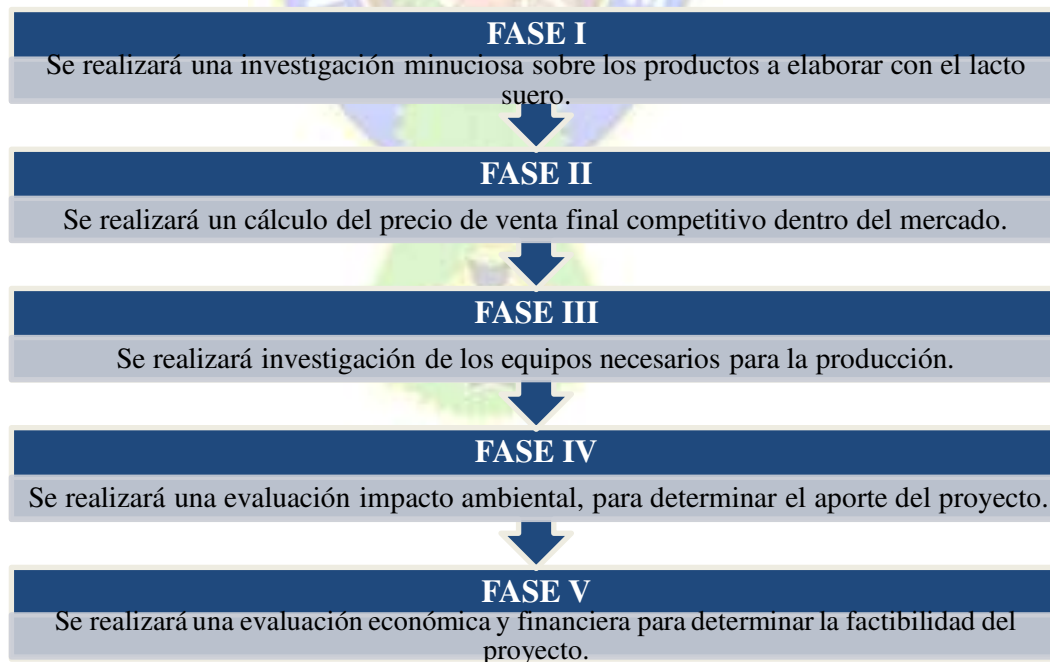 FASE I
Se realizará una investigación minuciosa sobre los productos a elaborar con el lacto
suero.
FASE II
Se realizará un cálculo del precio de venta final competitivo dentro del mercado.
FASE III
Se realizará investigación de los equipos necesarios para la producción.
FASE IV
Se realizará una evaluación impacto ambiental, para determinar el aporte del proyecto.
FASE V
Se realizará una evaluación económica y financiera para determinar la factibilidad del
proyecto.